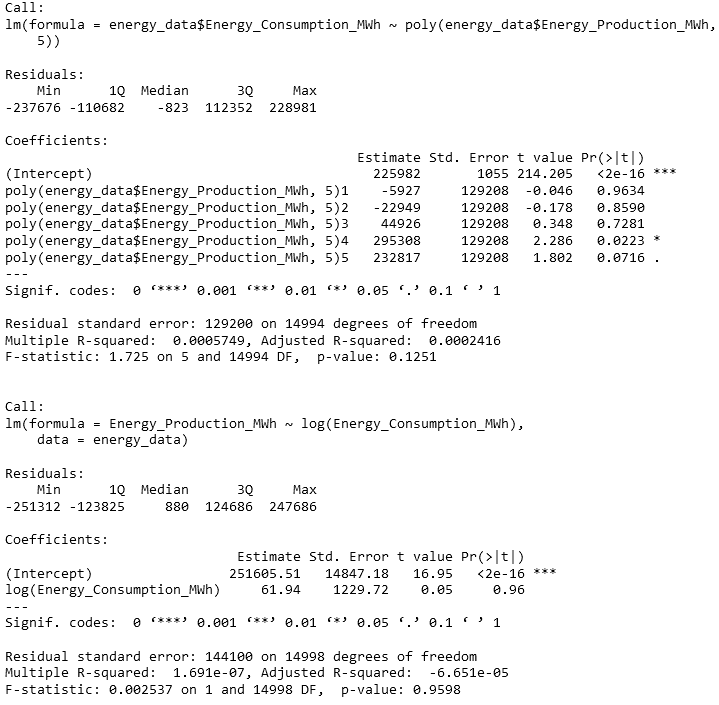 Call:
lm(formula = energy_data$Energy_Consumption_MWh ~ poly(energy_data$Energy_Production_MWh,
    5))

Residuals:
    Min      1Q  Median      3Q     Max
-237676 -110682    -823  112352  228981

Coefficients:
                                           Estimate Std. Error t value Pr(>|t|)
(Intercept)                                  225982       1055 214.205   <2e-16 ***
poly(energy_data$Energy_Production_MWh, 5)1   -5927     129208  -0.046   0.9634
poly(energy_data$Energy_Production_MWh, 5)2  -22949     129208  -0.178   0.8590
poly(energy_data$Energy_Production_MWh, 5)3   44926     129208   0.348   0.7281
poly(energy_data$Energy_Production_MWh, 5)4  295308     129208   2.286   0.0223 *
poly(energy_data$Energy_Production_MWh, 5)5  232817     129208   1.802   0.0716 .
---
Signif. codes:  0 ‘***’ 0.001 ‘**’ 0.01 ‘*’ 0.05 ‘.’ 0.1 ‘ ’ 1

Residual standard error: 129200 on 14994 degrees of freedom
Multiple R-squared:  0.0005749, Adjusted R-squared:  0.0002416
F-statistic: 1.725 on 5 and 14994 DF,  p-value: 0.1251


Call:
lm(formula = Energy_Production_MWh ~ log(Energy_Consumption_MWh),
    data = energy_data)

Residuals:
    Min      1Q  Median      3Q     Max
-251312 -123825     880  124686  247686

Coefficients:
                             Estimate Std. Error t value Pr(>|t|)
(Intercept)                 251605.51   14847.18   16.95   <2e-16 ***
log(Energy_Consumption_MWh)     61.94    1229.72    0.05     0.96
---
Signif. codes:  0 ‘***’ 0.001 ‘**’ 0.01 ‘*’ 0.05 ‘.’ 0.1 ‘ ’ 1

Residual standard error: 144100 on 14998 degrees of freedom
Multiple R-squared:  1.691e-07, Adjusted R-squared:  -6.651e-05
F-statistic: 0.002537 on 1 and 14998 DF,  p-value: 0.9598